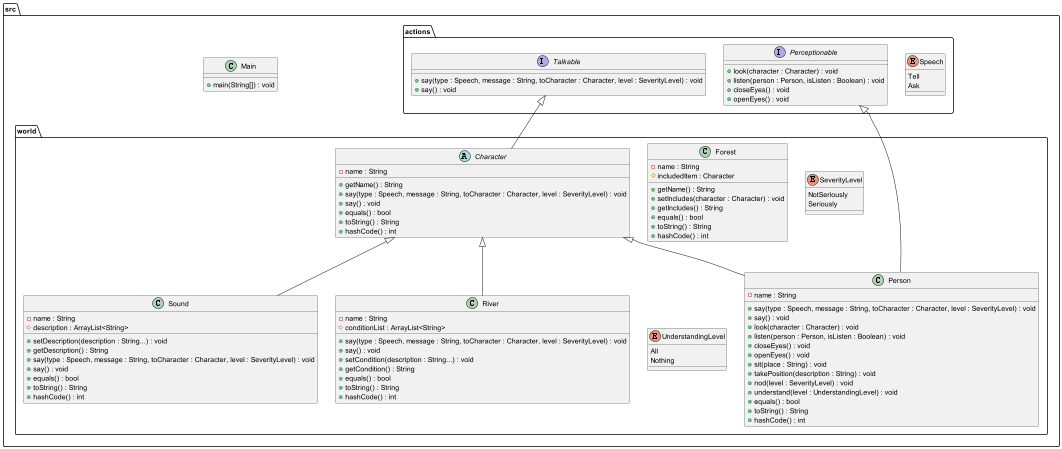 src
actions
C Main
main(String[]) : void
I Talkable
say(type : Speech, message : String, toCharacter : Character, level : SeverityLevel) : void
say() : void
I Perceptionable
look(character : Character) : void
listen(person : Person, isListen : Boolean) : void
closeEyes() : void
openEyes() : void
E Speech
Tell
Ask
world
A Character
name : String
getName() : String
say(type : Speech, message : String, toCharacter : Character, level : SeverityLevel) : void
say() : void
equals() : bool
toString() : String
hashCode() : int
C Forest
name : String
includedItem : Character
getName() : String
setIncludes(character : Character) : void
getIncludes() : String
equals() : bool
toString() : String
hashCode() : int
E SeverityLevel
NotSeriously
Seriously
C Sound
name : String
description : ArrayList<String>
setDescription(description : String...) : void
getDescription() : String
say(type : Speech, message : String, toCharacter : Character, level : SeverityLevel) : void
say() : void
equals() : bool
toString() : String
hashCode() : int
C River
name : String
conditionList : ArrayList<String>
say(type : Speech, message : String, toCharacter : Character, level : SeverityLevel) : void
say() : void
setCondition(description : String...) : void
getCondition() : String
equals() : bool
toString() : String
hashCode() : int
E UnderstandingLevel
All
Nothing
C Person
name : String
say(type : Speech, message : String, toCharacter : Character, level : SeverityLevel) : void
say() : void
look(character : Character) : void
listen(person : Person, isListen : Boolean) : void
closeEyes() : void
openEyes() : void
sit(place : String) : void
takePosition(description : String) : void
nod(level : SeverityLevel) : void
understand(level : UnderstandingLevel) : void
equals() : bool
toString() : String
hashCode() : int